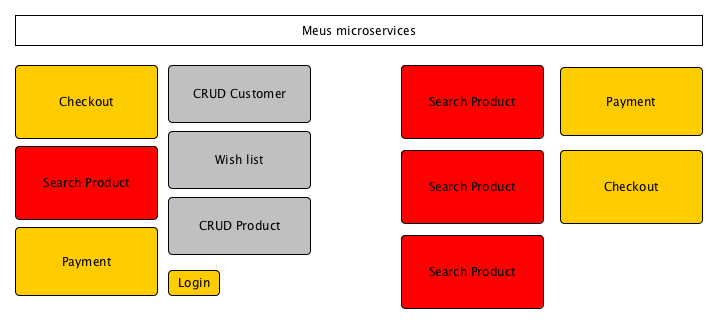 Meus microservices
Checkout
Search Product
Payment
CRUD Customer
Wish list
CRUD Product
Login
Search Product
Search Product
Search Product
Payment
Checkout